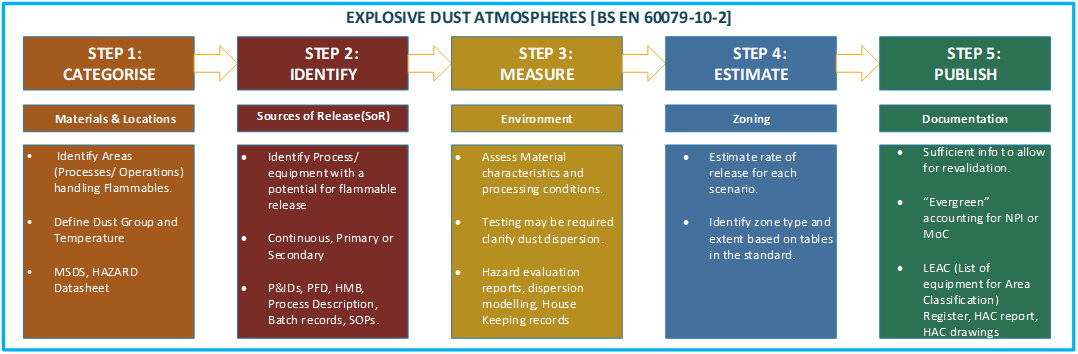 EXPLOSIVE DUST ATMOSPHERES [BS EN 60079-10-2]
STEP 1:
CATEGORISE
Materials & Locations
• Identify Areas
(Processes/ Operations)
handling Flammables.
• Define Dust Group and
Temperature
• MSDS, HAZARD
Datasheet
STEP 2:
IDENTIFY
Sources of Release(SoR)
• Identify Process/
equipment with a
potential for flammable
release
• Continuous, Primary or
Secondary
• P&IDs, PFD, HMB,
Process Description,
Batch records, SOPs.
STEP 3:
MEASURE
Environment
• Assess Material
characteristics and
processing conditions.
• Testing may be required
clarify dust dispersion.
• Hazard evaluation
reports, dispersion
modelling, House
Keeping records
STEP 4:
ESTIMATE
Zoning
• Estimate rate of
release for each
scenario.
• Identify zone type and
extent based on tables
in the standard.
STEP 5:
PUBLISH
Documentation
• Sufficient info to allow
for revalidation.
• “Evergreen”
accounting for NPI or
MoC
• LEAC (List of
equipment for Area
Classification)
Register, HAC report,
HAC drawings